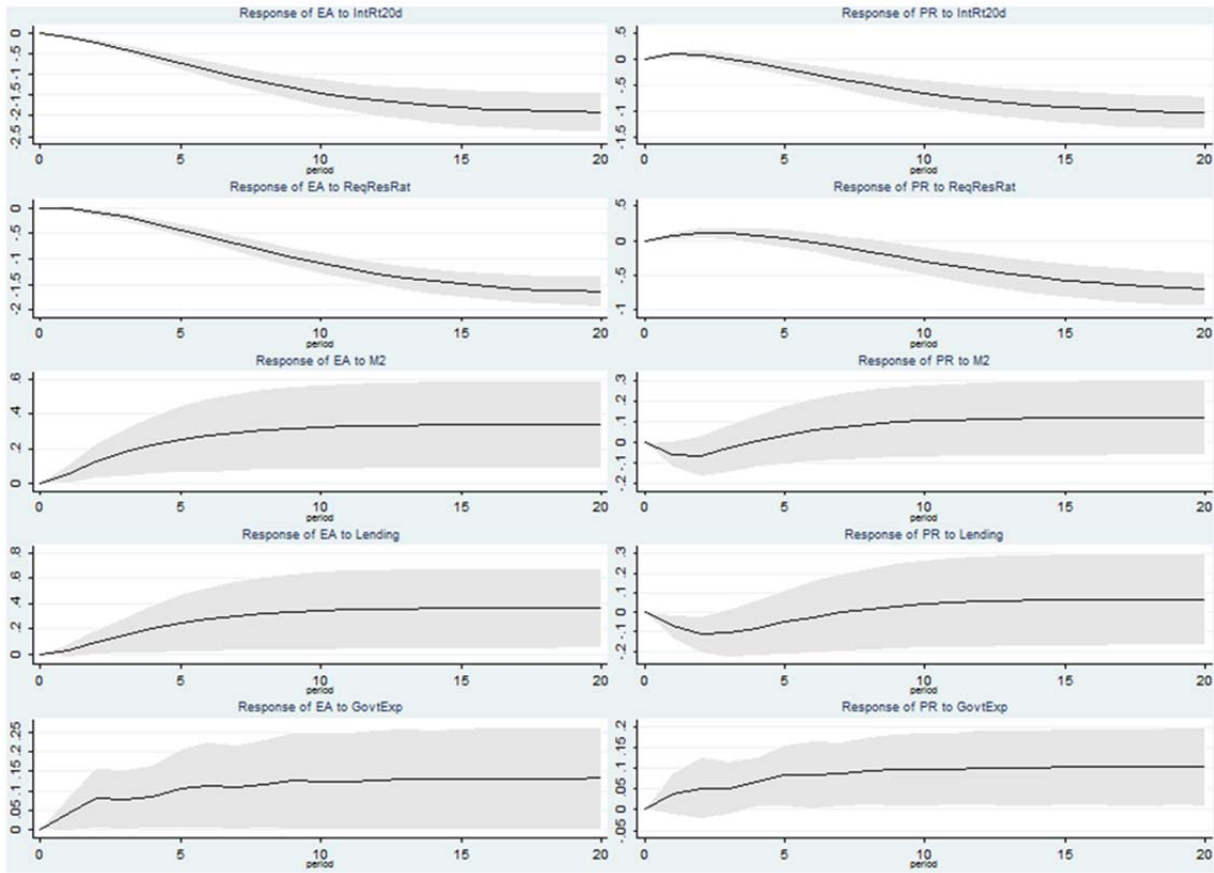 Response of EA to IntRt20d
0
-.5
-1
-1.5
-2
-2.5
0 5 10 15 20
period
Response of PR to IntRt20d
.5
0
-.5
-1
-1.5
0 5 10 15 20
period
Response of EA to ReqResRat
0
-.5
-1
-1.5
-2
0 5 10 15 20
period
Response of PR to ReqResRat
.5
0
-.5
-1
0 5 10 15 20
period
Response of EA to M2
.6
.4
.2
0
0 5 10 15 20
period
Response of PR to M2
.3
.2
.1
0
-.1
-.2
0 5 10 15 20
period
Response of EA to Lending
.8
.6
.4
.2
0
0 5 10 15 20
period
Response of PR to Lending
.3
.2
.1
0
-.1
-.2
0 5 10 15 20
period
Response of EA to GovtExp
.25
.2
.15
.1
.05
0
0 5 10 15 20
period
Response of PR to GovtExp
.2
.15
.1
.05
0
-.05
0 5 10 15 20
period